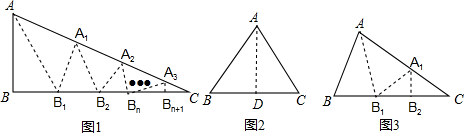 A A₁ A₂ A₃ B B₁ B₂ Bₙ Bₙ₊₁ C
图1
A B D C
图2
A A₁ B B₁ B₂ C
图3